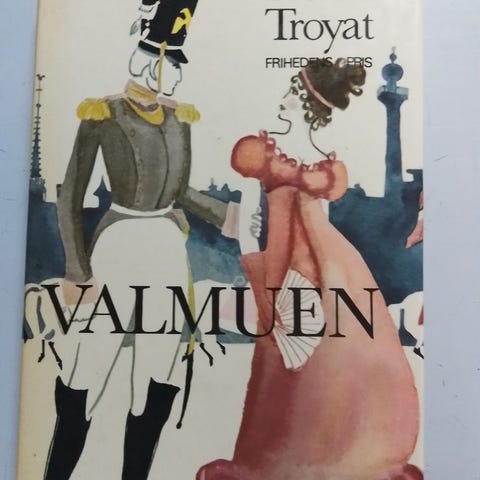 Troyat
FRIHEDENS PRIS
VALMUEN